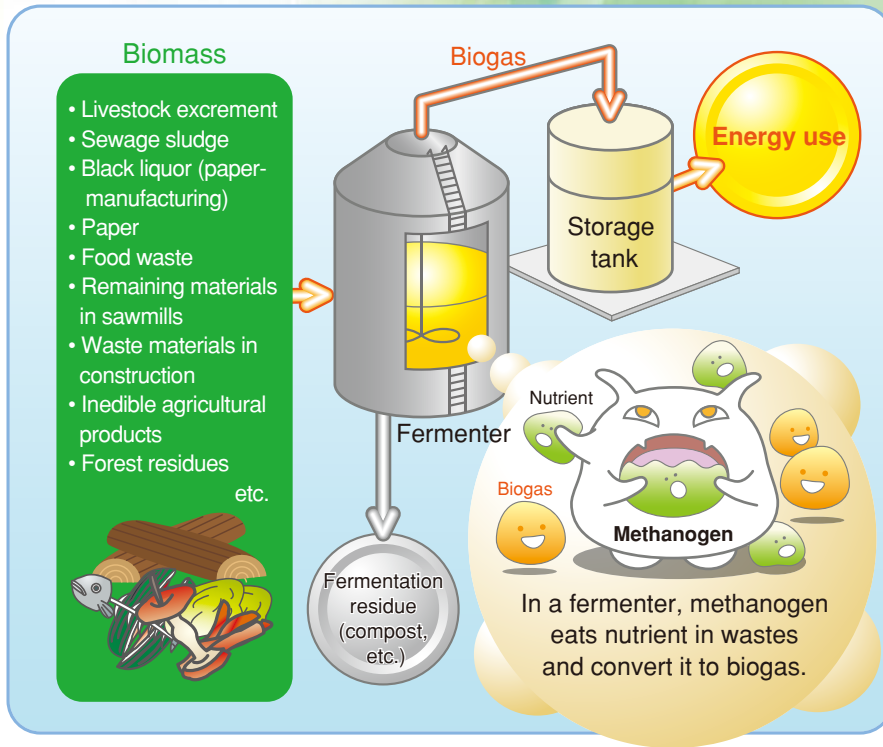 Biomass
• Livestock excrement
• Sewage sludge
• Black liquor (paper-
manufacturing)
• Paper
• Food waste
• Remaining materials
in sawmills
• Waste materials in
construction
• Inedible agricultural
products
• Forest residues
etc.
Biogas
Energy use
Storage
tank
Fermenter
Fermentation
residue
(compost,
etc.)
Nutrient
Biogas
Methanogen
In a fermenter, methanogen
eats nutrient in wastes
and convert it to biogas.